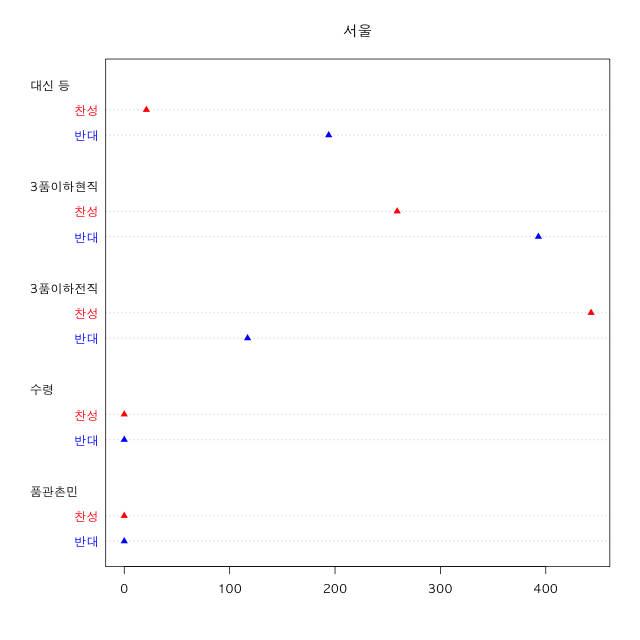 서울
대신 등
찬성
반대
3품이하현직
찬성
반대
3품이하전직
찬성
반대
수령
찬성
반대
품관촌민
찬성
반대
0 100 200 300 400